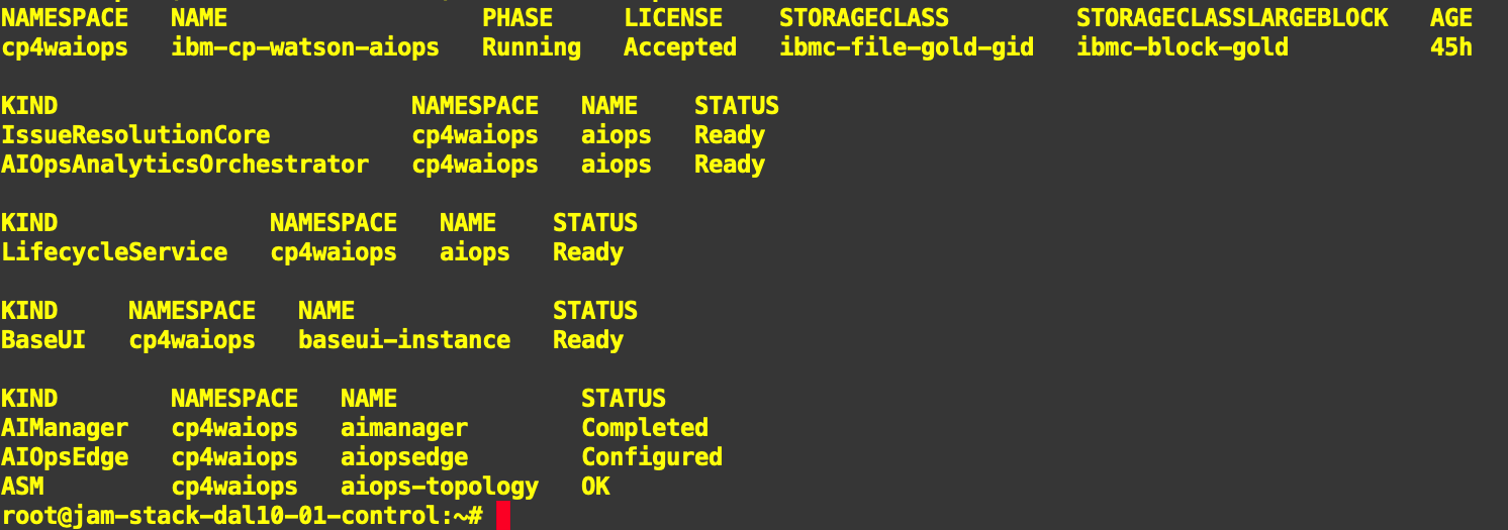 NAMESPACE   NAME                  PHASE     LICENSE    STORAGECLASS         STORAGECLASSLARGEBLOCK   AGE
cp4waiops   ibm-cp-watson-aiops   Running   Accepted   ibmc-file-gold-gid   ibmc-block-gold          45h

KIND                         NAMESPACE   NAME    STATUS
IssueResolutionCore          cp4waiops   aiops   Ready
AIOpsAnalyticsOrchestrator   cp4waiops   aiops   Ready

KIND               NAMESPACE   NAME    STATUS
LifecycleService   cp4waiops   aiops   Ready

KIND     NAMESPACE   NAME              STATUS
BaseUI   cp4waiops   baseui-instance   Ready

KIND        NAMESPACE   NAME             STATUS
AIManager   cp4waiops   aimanager        Completed
AIOpsEdge   cp4waiops   aiopsedge        Configured
ASM         cp4waiops   aiops-topology   OK
root@jam-stack-dal10-01-control:~#